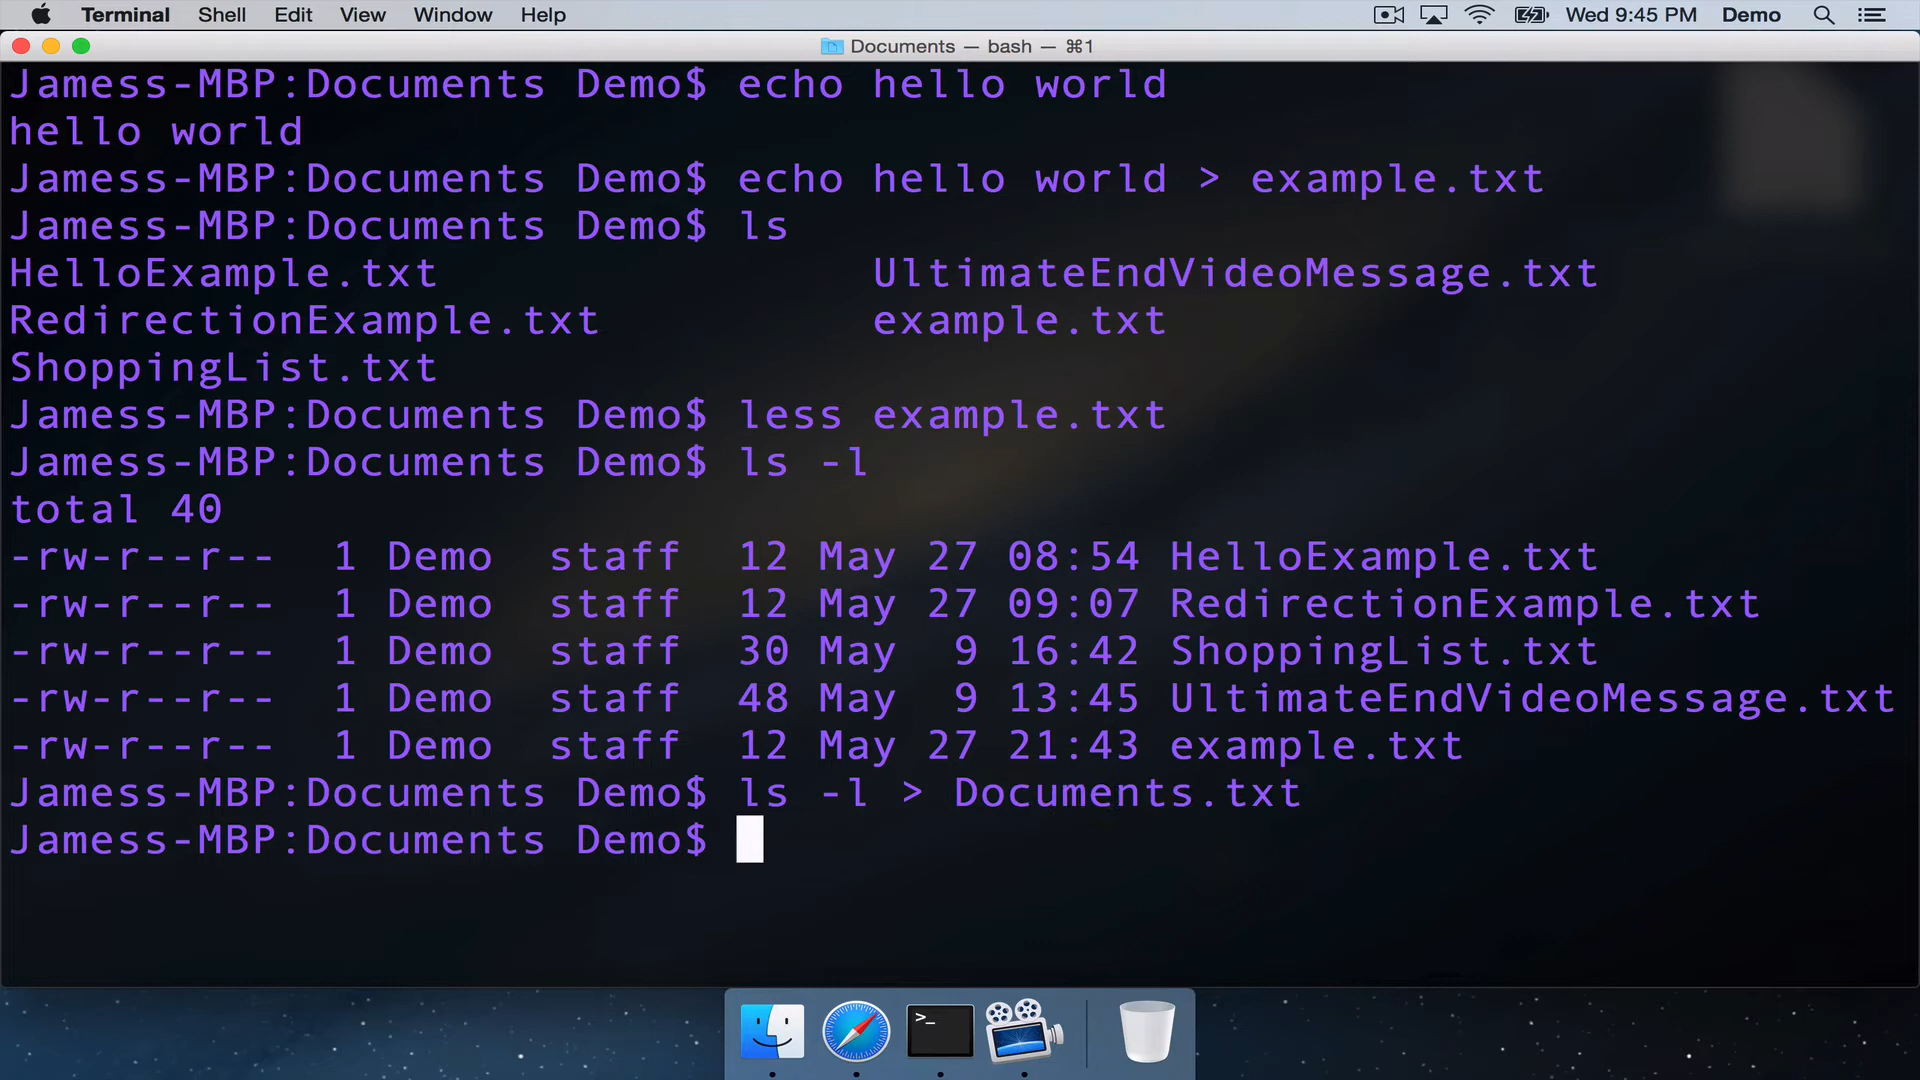 Terminal Shell Edit View Window Help Wed 9:45 PM Demo
Documents — bash — ⌘1
Jamess-MBP:Documents Demo$ echo hello world
hello world
Jamess-MBP:Documents Demo$ echo hello world > example.txt
Jamess-MBP:Documents Demo$ ls
HelloExample.txt UltimateEndVideoMessage.txt
RedirectionExample.txt example.txt
ShoppingList.txt
Jamess-MBP:Documents Demo$ less example.txt
Jamess-MBP:Documents Demo$ ls -l
total 40
-rw-r--r--  1 Demo  staff  12 May 27 08:54 HelloExample.txt
-rw-r--r--  1 Demo  staff  12 May 27 09:07 RedirectionExample.txt
-rw-r--r--  1 Demo  staff  30 May  9 16:42 ShoppingList.txt
-rw-r--r--  1 Demo  staff  48 May  9 13:45 UltimateEndVideoMessage.txt
-rw-r--r--  1 Demo  staff  12 May 27 21:43 example.txt
Jamess-MBP:Documents Demo$ ls -l > Documents.txt
Jamess-MBP:Documents Demo$
>_